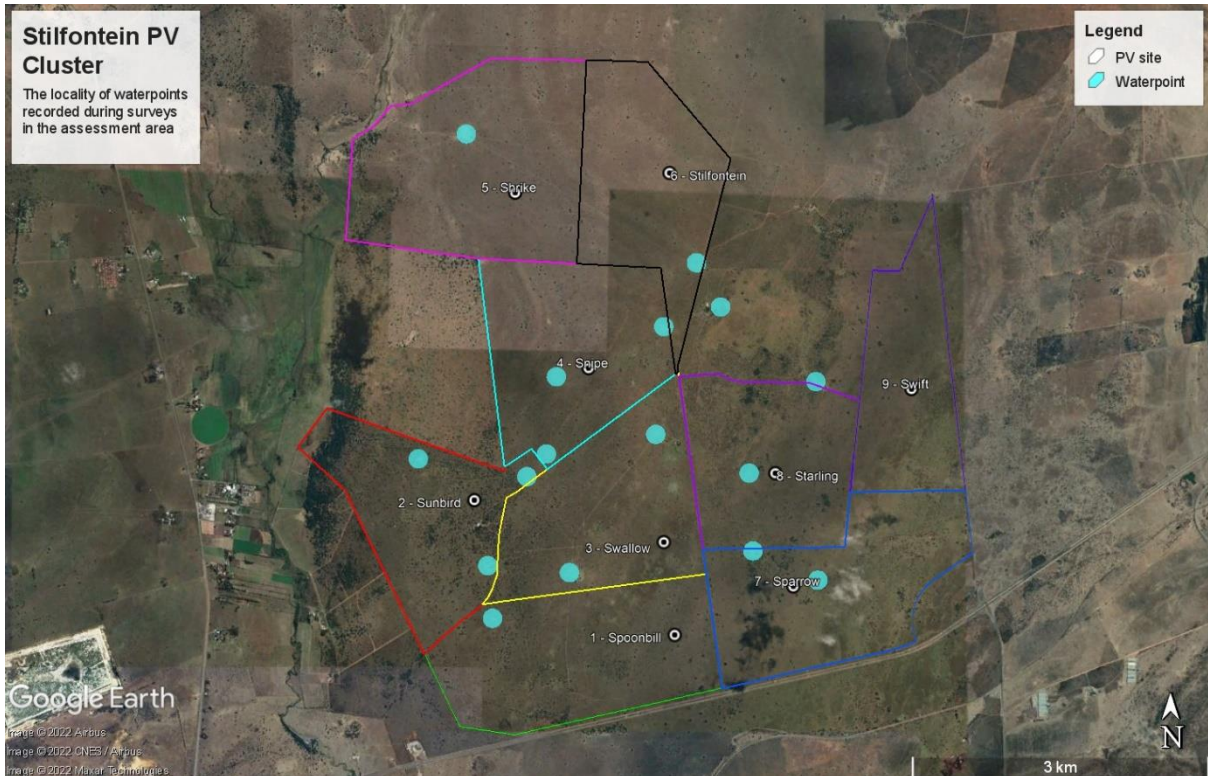 Stilfontein PV
Cluster
The locality of waterpoints
recorded during surveys
in the assessment area
Legend
PV site
Waterpoint
5 - Shrike
6 - Stilfontein
4 - Snipe
9 - Swift
8 - Starling
2 - Sunbird
3 - Swallow
7 - Sparrow
1 - Spoonbill
Google Earth
Image © 2022 Airbus
Image © 2022 CNES / Airbus
Image © 2022 Maxar Technologies
N
3 km